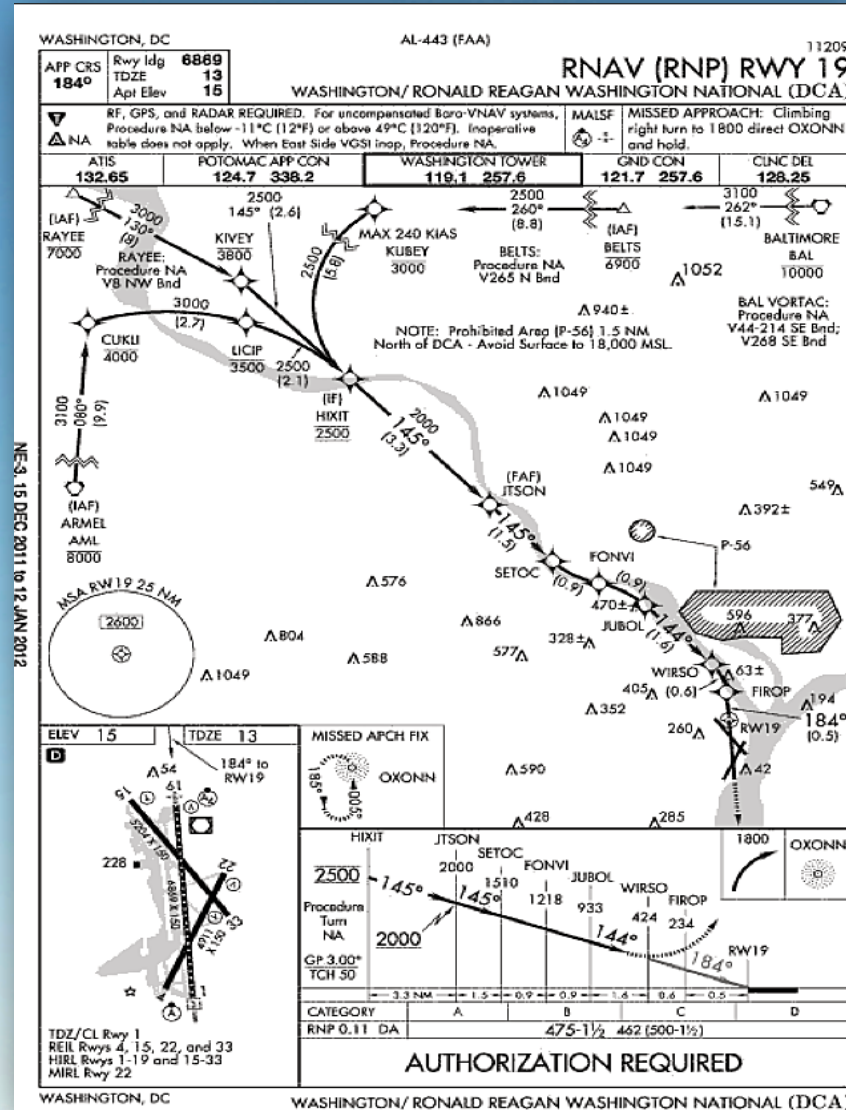 WASHINGTON, DC
AL-443 (FAA)
11209
APP CRS
184°
Rwy ldg 6869
TDZE 13
Apt Elev 15
RNAV (RNP) RWY 19
WASHINGTON/ RONALD REAGAN WASHINGTON NATIONAL (DCA)
NA
RF, GPS, and RADAR REQUIRED. For uncompensated Baro-VNAV systems,
Procedure NA below -11°C (12°F) or above 49°C (120°F). Inoperative
table does not apply. When East Side VGSI inop, Procedure NA.
MALSF
MISSED APPROACH: Climbing
right turn to 1800 direct OXONN
and hold.
ATIS
132.65
POTOMAC APP CON
124.7 338.2
WASHINGTON TOWER
119.1 257.6
GND CON
121.7 257.6
CLNC DEL
128.25
(IAF)
RAYEE
7000
3000
130°
(8)
RAYEE:
Procedure NA
V8 NW Bnd
2500
145° (2.6)
KIVEY
3800
2500
(5.8)
MAX 240 KIAS
KUBEY
3000
2500
260°
(8.8)
BELTS:
Procedure NA
V265 N Bnd
(IAF)
BELTS
6900
3100
262°
(15.1)
BALTIMORE
BAL
10000
1052
940±
BAL VORTAC:
Procedure NA
V44-214 SE Bnd;
V268 SE Bnd
3000
(2.7)
CUKLI
4000
LICIP
3500
2500
(2.1)
NOTE: Prohibited Area (P-56) 1.5 NM
North of DCA - Avoid Surface to 18,000 MSL
(IF)
HIXIT
2500
3100
080°
(9.9)
(IAF)
ARMEL
AML
8000
2000
145°
(3.3)
1049
1049
1049
1049
1049
549
392±
(FAF)
JTSON
145°
(1.5)
SETOC
(0.9)
FONVI
(0.9)
P-56
470±
JUBOL
144°
(1.6)
596
377
MSA RW19 25 NM
2600
576
804
866
588
577
328±
1049
405
352
WIRSO
(0.6)
63±
FIROP
194
184°
(0.5)
260
RW19
42
590
428
285
NE-3, 15 DEC 2011 to 12 JAN 2012
ELEV 15
TDZE 13
D
184° to
RW19
54
15
19
5204 X 150
228
6869 X 150
22
33
4911
X 150
4
1
TDZ/CL Rwy 1
REIL Rwys 4, 15, 22, and 33
HIRL Rwys 1-19 and 15-33
MIRL Rwy 22
MISSED APCH FIX
OXONN
185°
005°
HIXIT
2500
Procedure
Turn
NA
GP 3.00°
TCH 50
145°
2000
JTSON
2000
145°
SETOC
1510
FONVI
1218
JUBOL
933
144°
WIRSO
424
FIROP
234
184°
RW19
1800
OXONN
3.3 NM
1.5
0.9
0.9
1.6
0.6
0.5
CATEGORY A B C D
RNP 0.11 DA 475-1½ 462 (500-1½)
AUTHORIZATION REQUIRED
WASHINGTON, DC
WASHINGTON/ RONALD REAGAN WASHINGTON NATIONAL (DCA)